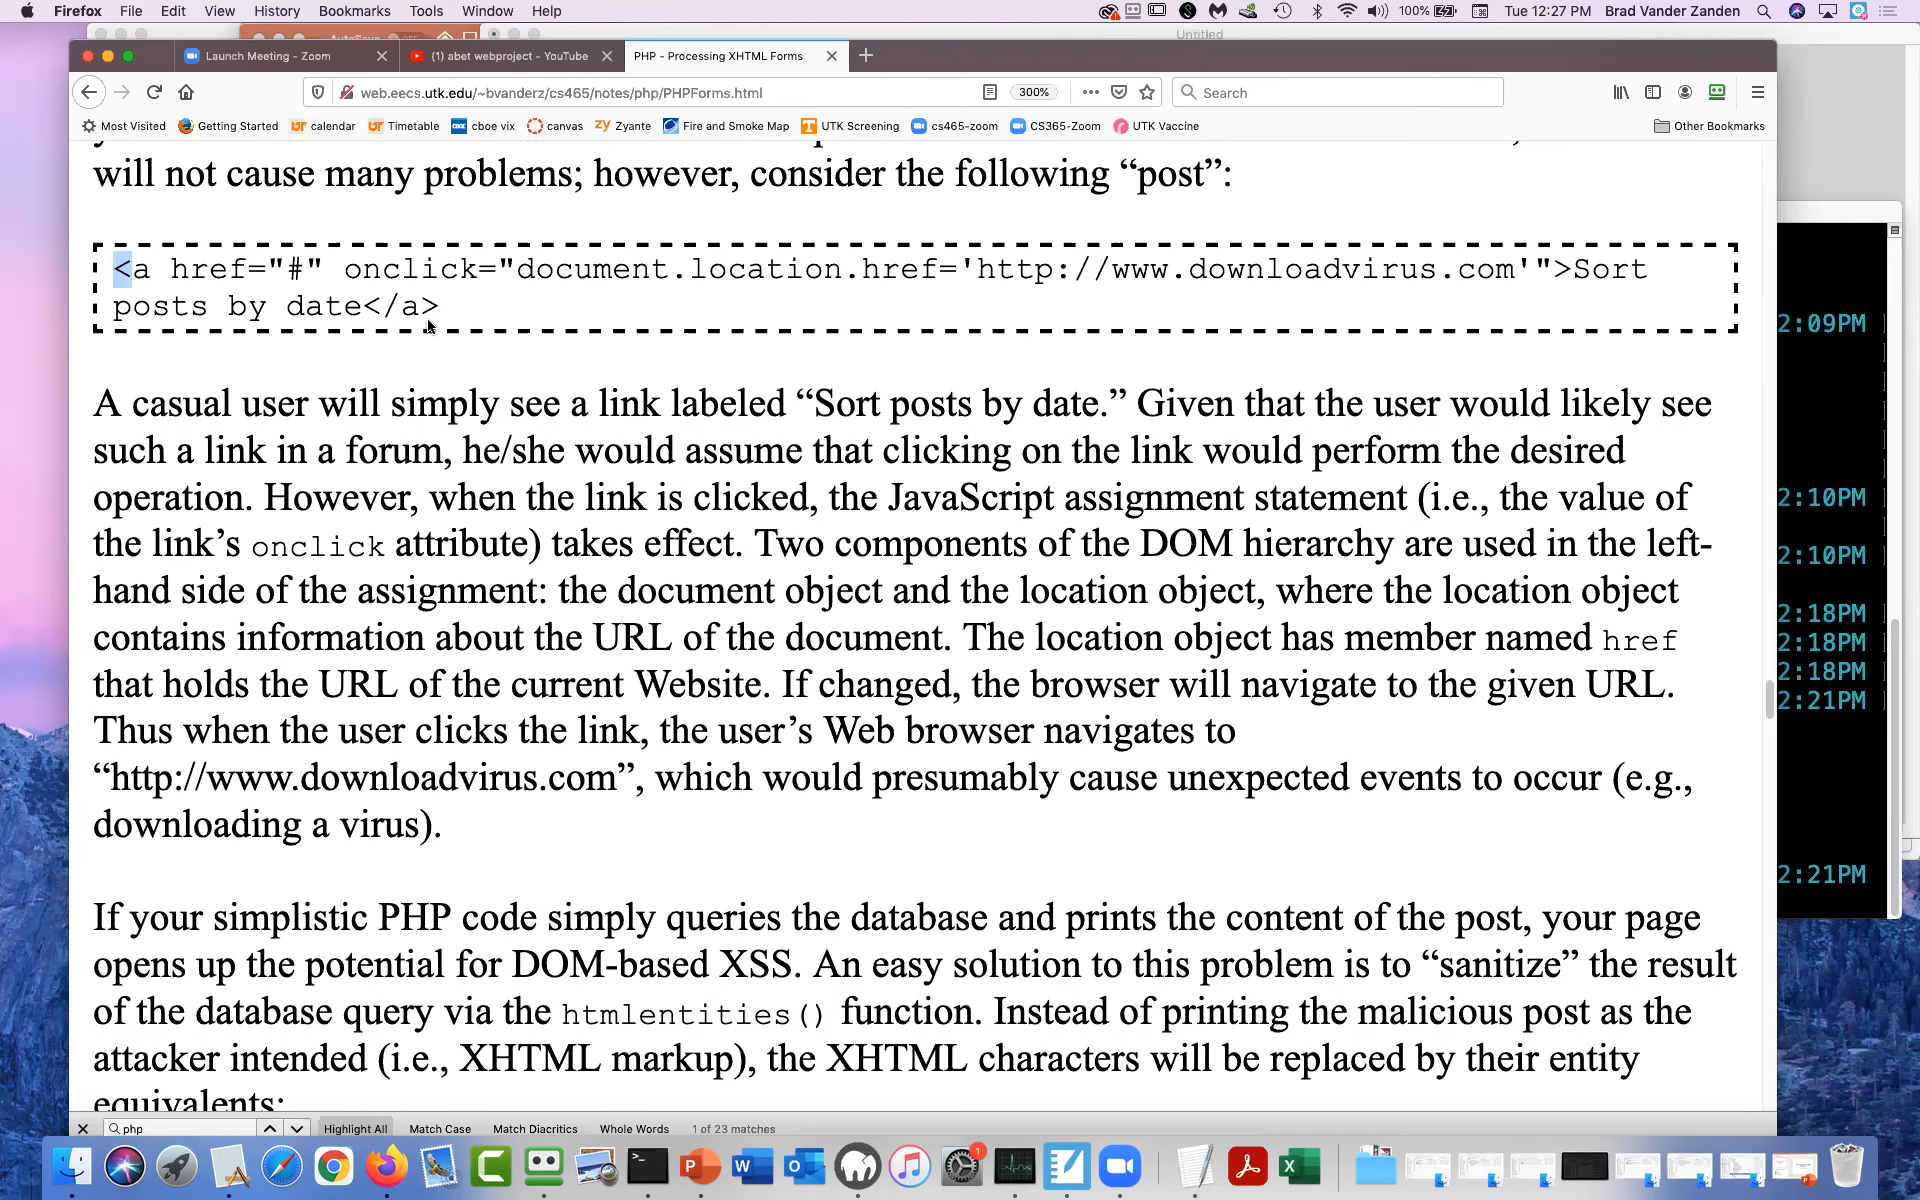 Firefox File Edit View History Bookmarks Tools Window Help 100% Tue 12:27 PM Brad Vander Zanden
Untitled
Launch Meeting - Zoom (1) abet webproject - YouTube PHP - Processing XHTML Forms
web.eecs.utk.edu/~bvanderz/cs465/notes/php/PHPForms.html 300% Search
Most Visited Getting Started calendar Timetable cboe vix canvas Zyante Fire and Smoke Map UTK Screening cs465-zoom CS365-Zoom UTK Vaccine Other Bookmarks
will not cause many problems; however, consider the following “post”:
<a href="#" onclick="document.location.href='http://www.downloadvirus.com'">Sort
posts by date</a>
A casual user will simply see a link labeled “Sort posts by date.” Given that the user would likely see
such a link in a forum, he/she would assume that clicking on the link would perform the desired
operation. However, when the link is clicked, the JavaScript assignment statement (i.e., the value of
the link’s onclick attribute) takes effect. Two components of the DOM hierarchy are used in the left-
hand side of the assignment: the document object and the location object, where the location object
contains information about the URL of the document. The location object has member named href
that holds the URL of the current Website. If changed, the browser will navigate to the given URL.
Thus when the user clicks the link, the user’s Web browser navigates to
“http://www.downloadvirus.com”, which would presumably cause unexpected events to occur (e.g.,
downloading a virus).
If your simplistic PHP code simply queries the database and prints the content of the post, your page
opens up the potential for DOM-based XSS. An easy solution to this problem is to “sanitize” the result
of the database query via the htmlentities() function. Instead of printing the malicious post as the
attacker intended (i.e., XHTML markup), the XHTML characters will be replaced by their entity
equivalents:
2:09PM
2:10PM
2:10PM
2:18PM
2:18PM
2:18PM
2:21PM
2:21PM
php Highlight All Match Case Match Diacritics Whole Words 1 of 23 matches